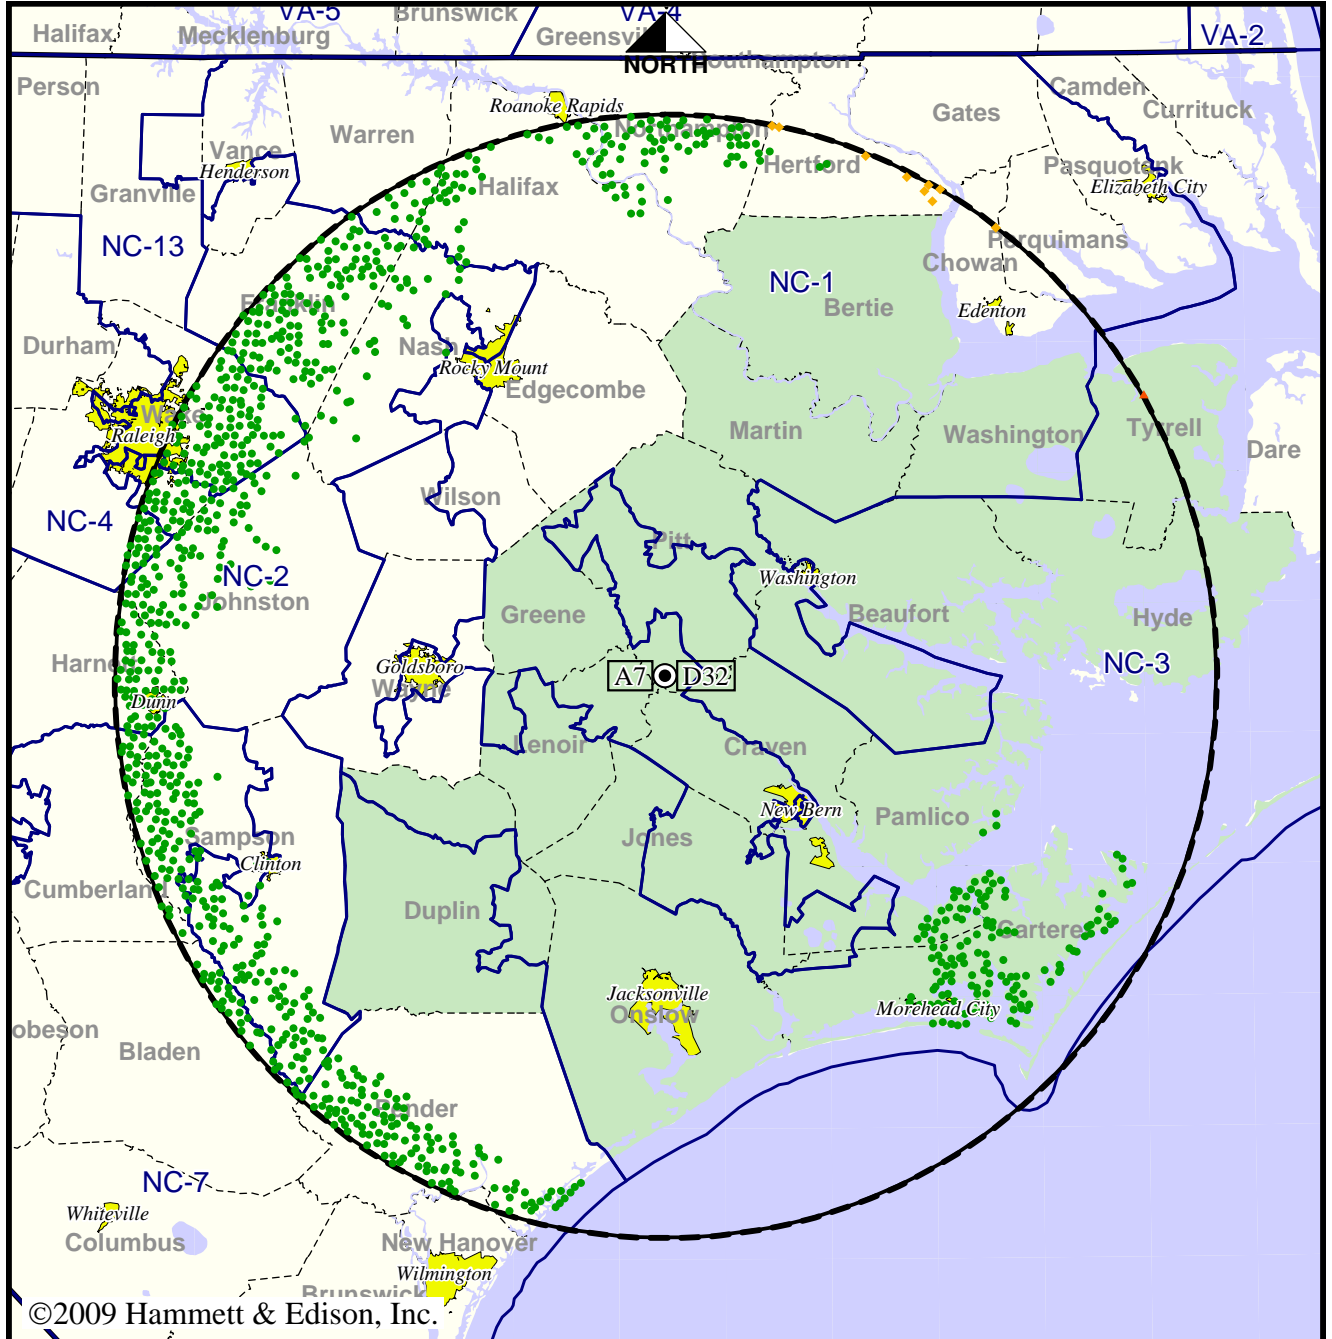 VA-5
Brunswick
VA-4
Halifax
Mecklenburg
Greensvil
VA-2
NORTH
Southampton
Person
Camden
Currituck
Roanoke Rapids
Gates
Warren
Northampton
Vance
Henderson
Hertford
Pasquotank
Elizabeth City
Granville
Halifax
NC-13
Perquimans
Chowan
NC-1
Bertie
Franklin
Edenton
Durham
Nash
Rocky Mount
Edgecombe
Wake
Raleigh
Martin
Washington
Tyrrell
Dare
Wilson
NC-4
Pitt
NC-2
Johnston
Washington
Greene
Beaufort
Hyde
Harne
Goldsboro
Wayne
A7
D32
NC-3
Dunn
Lenoir
Craven
New Bern
Pamlico
Sampson
Clinton
Jones
Cumberland
Duplin
Carteret
Jacksonville
Onslow
Morehead City
obeson
Bladen
Pender
NC-7
Whiteville
Columbus
New Hanover
Wilmington
Brunswick
©2009 Hammett & Edison, Inc.